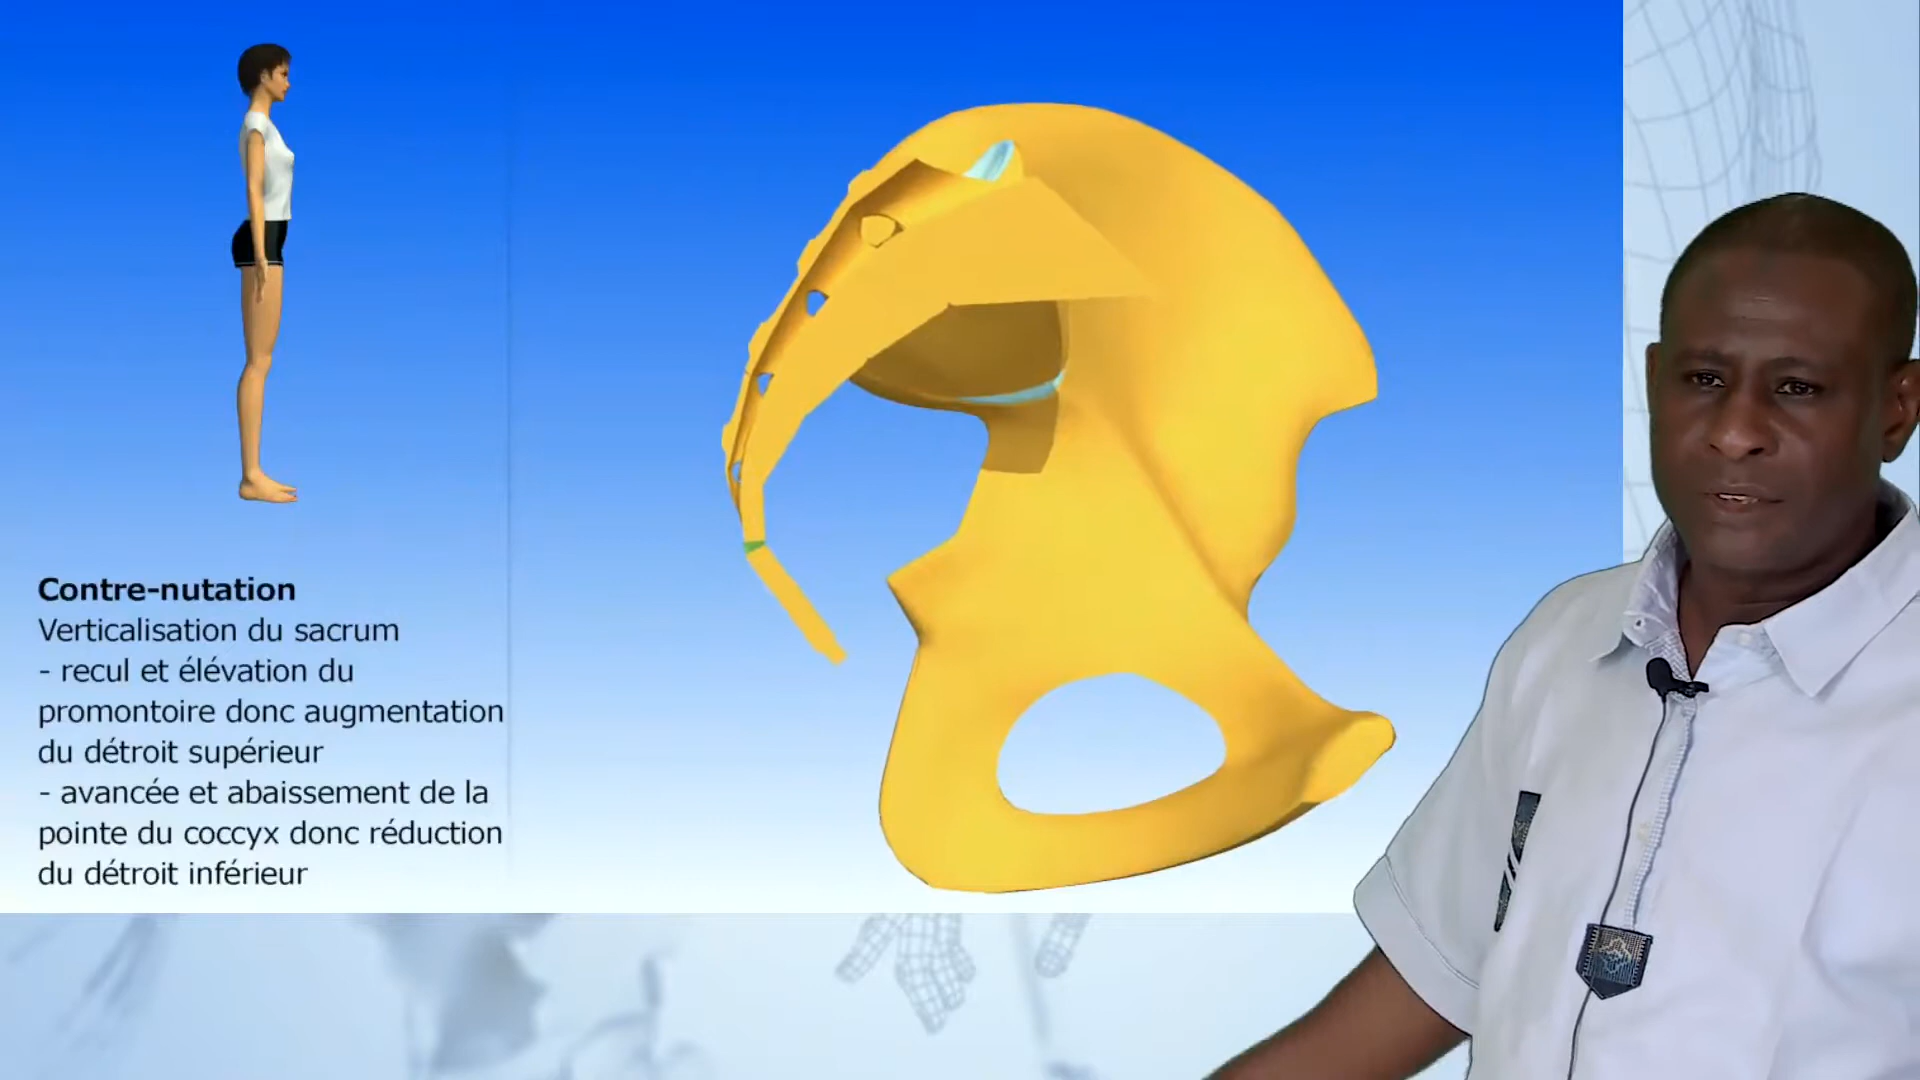 Contre-nutation
Verticalisation du sacrum
- recul et élévation du
promontoire donc augmentation
du détroit supérieur
- avancée et abaissement de la
pointe du coccyx donc réduction
du détroit inférieur